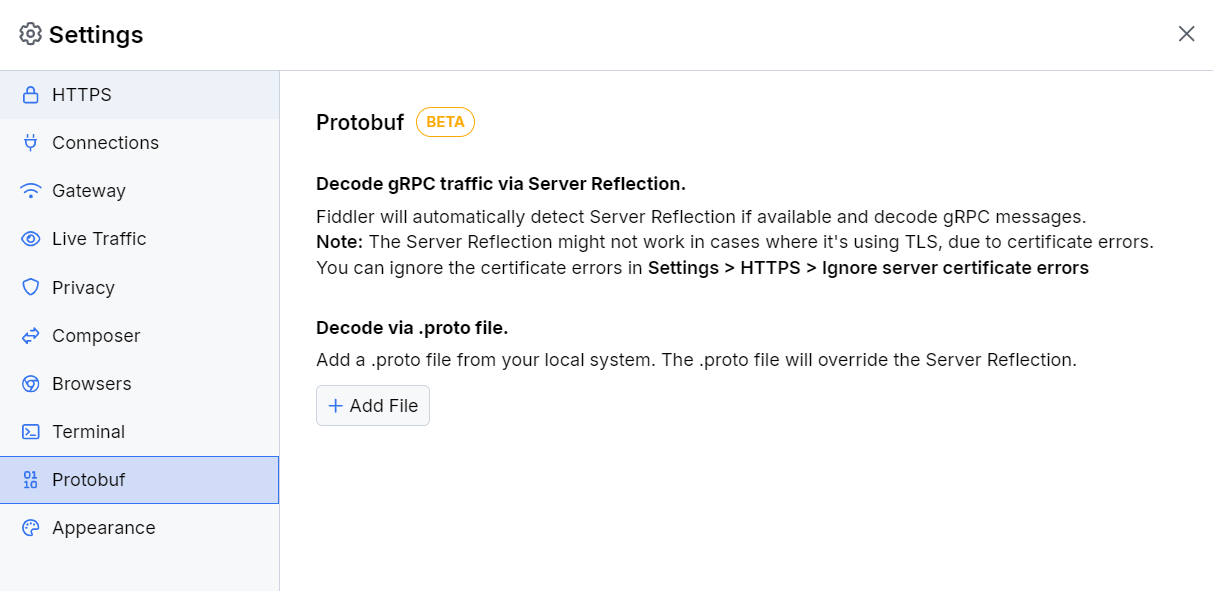 Settings
HTTPS
Connections
Gateway
Live Traffic
Privacy
Composer
Browsers
Terminal
Protobuf
Appearance
Protobuf BETA
Decode gRPC traffic via Server Reflection.
Fiddler will automatically detect Server Reflection if available and decode gRPC messages.
Note: The Server Reflection might not work in cases where it's using TLS, due to certificate errors.
You can ignore the certificate errors in Settings > HTTPS > Ignore server certificate errors
Decode via .proto file.
Add a .proto file from your local system. The .proto file will override the Server Reflection.
+ Add File